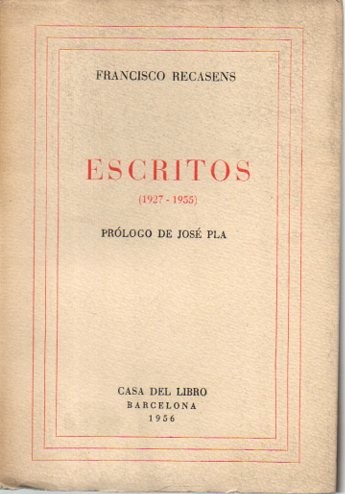 FRANCISCO RECASENS
ESCRITOS
(1927 - 1955)
PRÓLOGO DE JOSÉ PLA
CASA DEL LIBRO
BARCELONA
1956